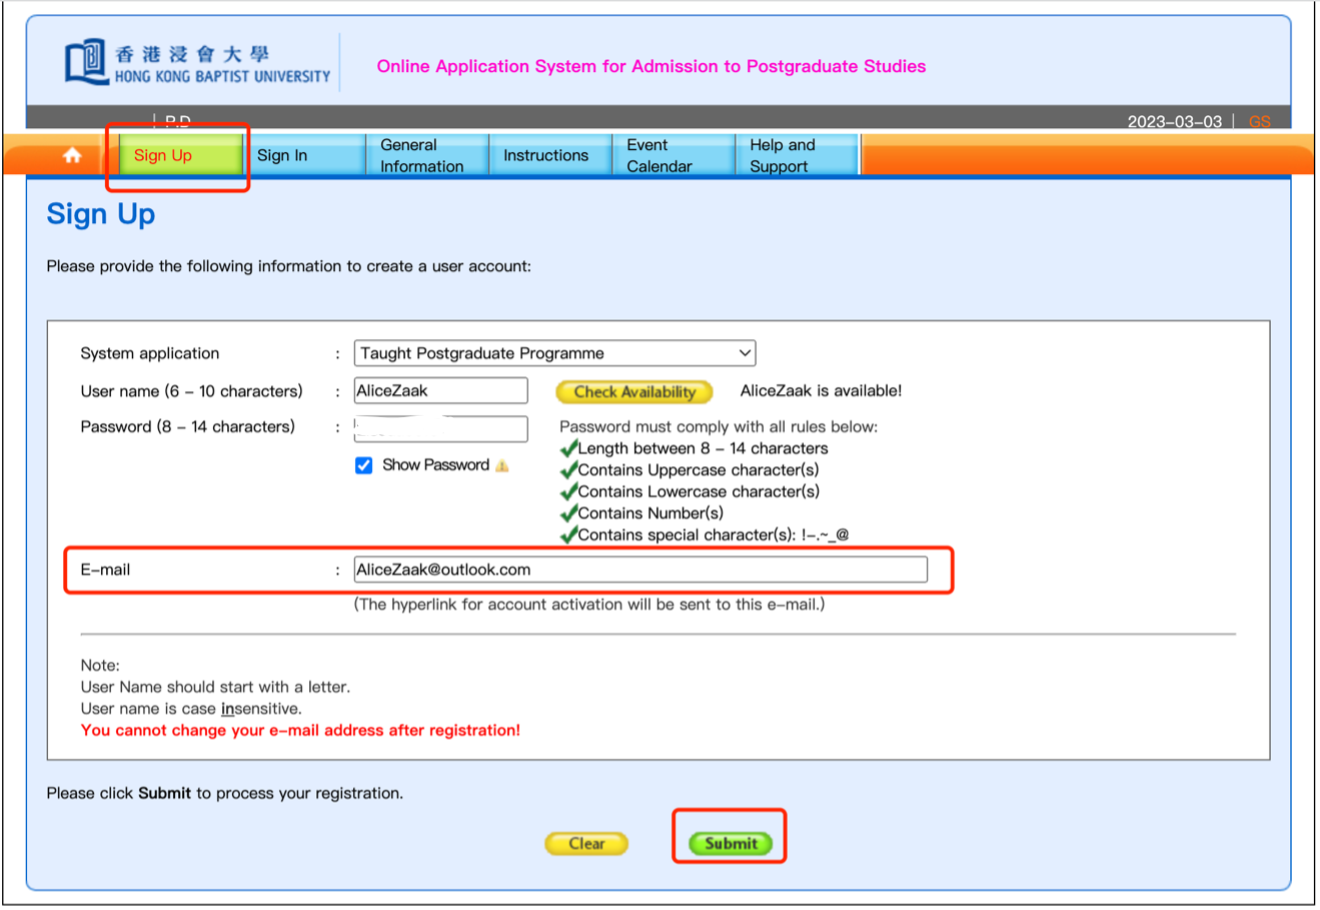 香港浸會大學
HONG KONG BAPTIST UNIVERSITY
Online Application System for Admission to Postgraduate Studies
2023-03-03 | GS
Sign Up
Sign In
General Information
Instructions
Event Calendar
Help and Support
Sign Up
Please provide the following information to create a user account:
System application : Taught Postgraduate Programme
User name (6 - 10 characters) : AliceZaak Check Availability AliceZaak is available!
Password (8 - 14 characters) : Password must comply with all rules below:
Length between 8 - 14 characters
Show Password
Contains Uppercase character(s)
Contains Lowercase character(s)
Contains Number(s)
Contains special character(s): !-.~_@
E-mail : AliceZaak@outlook.com
(The hyperlink for account activation will be sent to this e-mail.)
Note:
User Name should start with a letter.
User name is case insensitive.
You cannot change your e-mail address after registration!
Please click Submit to process your registration.
Clear
Submit